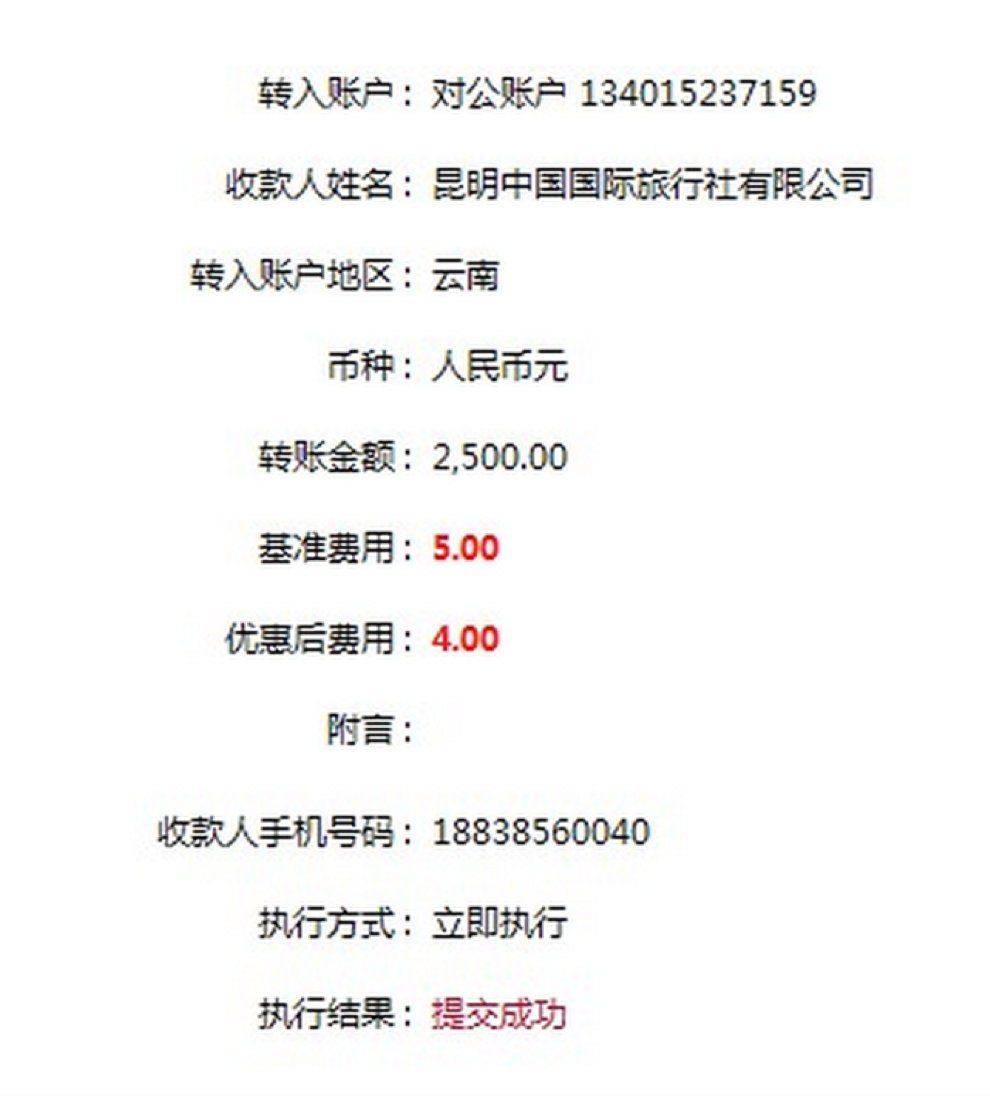 转入账户： 对公账户 134015237159
收款人姓名： 昆明中国国际旅行社有限公司
转入账户地区： 云南
币种： 人民币元
转账金额： 2,500.00
基准费用： 5.00
优惠后费用： 4.00
附言：
收款人手机号码： 18838560040
执行方式： 立即执行
执行结果： 提交成功